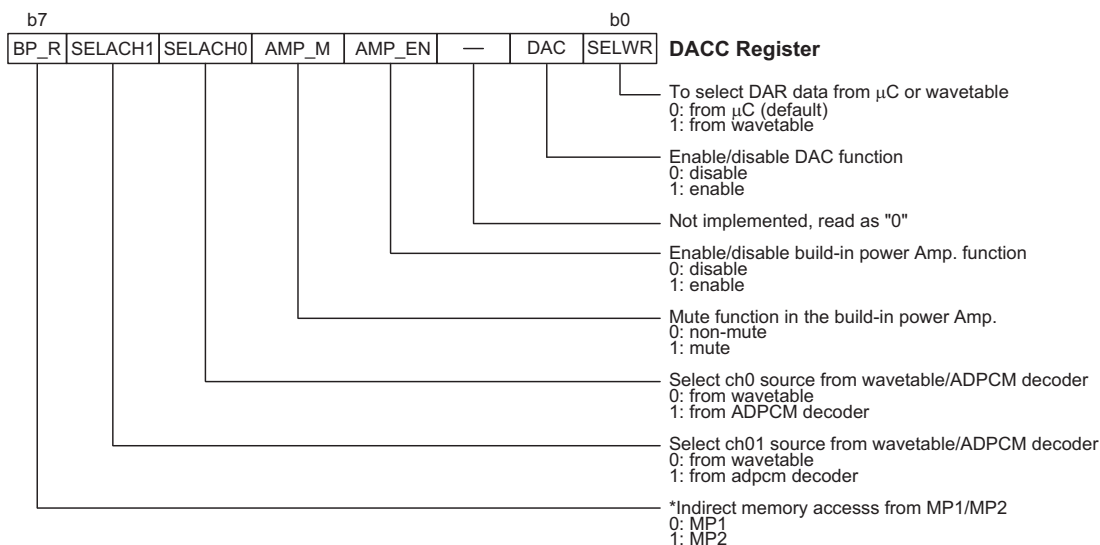 b7 b0
BP_R SELACH1 SELACH0 AMP_M AMP_EN — DAC SELWR DACC Register
To select DAR data from μC or wavetable
0: from μC (default)
1: from wavetable
Enable/disable DAC function
0: disable
1: enable
Not implemented, read as "0"
Enable/disable build-in power Amp. function
0: disable
1: enable
Mute function in the build-in power Amp.
0: non-mute
1: mute
Select ch0 source from wavetable/ADPCM decoder
0: from wavetable
1: from ADPCM decoder
Select ch01 source from wavetable/ADPCM decoder
0: from wavetable
1: from adpcm decoder
*Indirect memory accesss from MP1/MP2
0: MP1
1: MP2